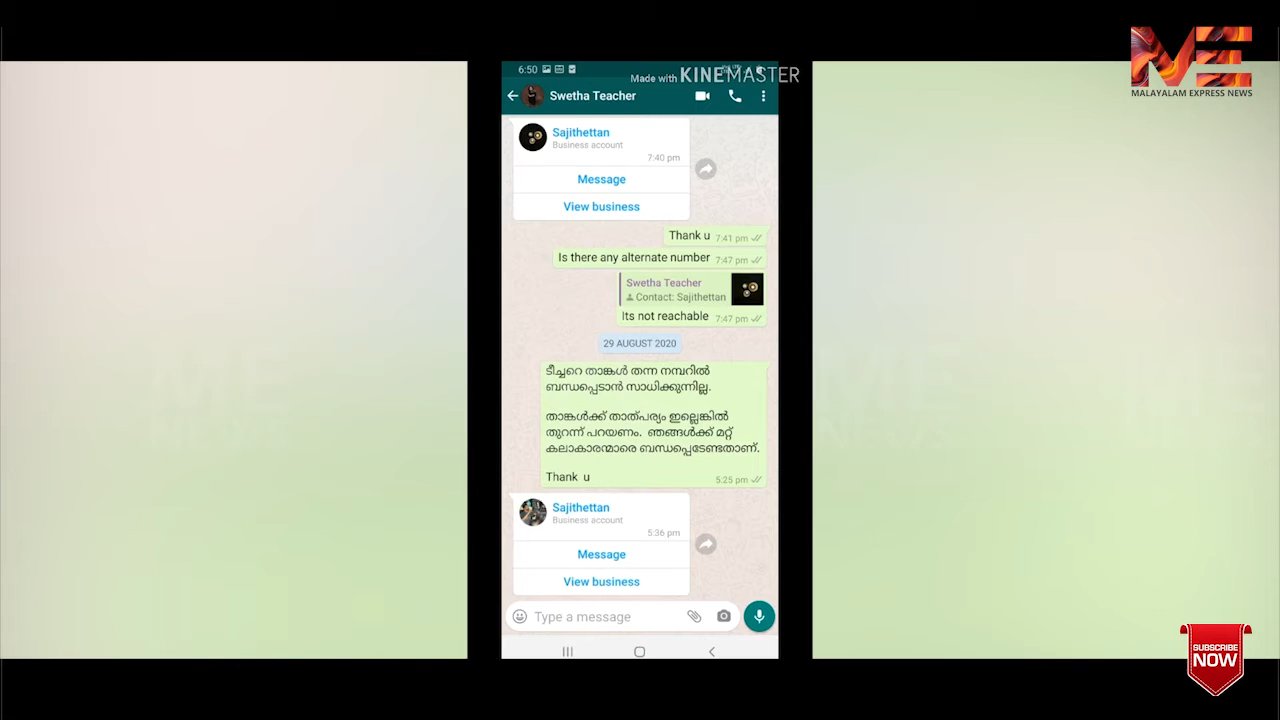 ME
MALAYALAM EXPRESS NEWS
6:50
Made with KINEMASTER
Swetha Teacher
Sajithettan
Business account
7:40 pm
Message
View business
Thank u 7:41 pm
Is there any alternate number 7:47 pm
Swetha Teacher
Contact: Sajithettan
Its not reachable 7:47 pm
29 AUGUST 2020
ടീച്ചറെ താങ്കൾ തന്ന നമ്പറിൽ
ബന്ധപ്പെടാൻ സാധിക്കുന്നില്ല.
താങ്കൾക്ക് താത്പര്യം ഇല്ലെങ്കിൽ
തുറന്ന് പറയണം. ഞങ്ങൾക്ക് മറ്റ്
കലാകാരന്മാരെ ബന്ധപ്പെടേണ്ടതാണ്.
Thank u 5:25 pm
Sajithettan
Business account
5:36 pm
Message
View business
Type a message
SUBSCRIBE
NOW